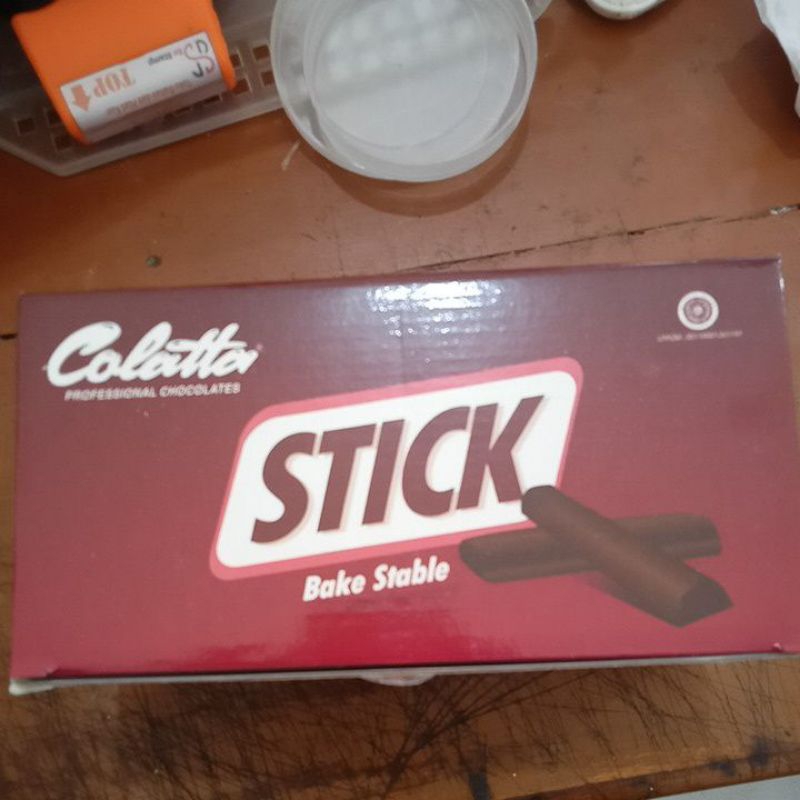 TOP
Colatta
PROFESSIONAL CHOCOLATES
STICK
Bake Stable